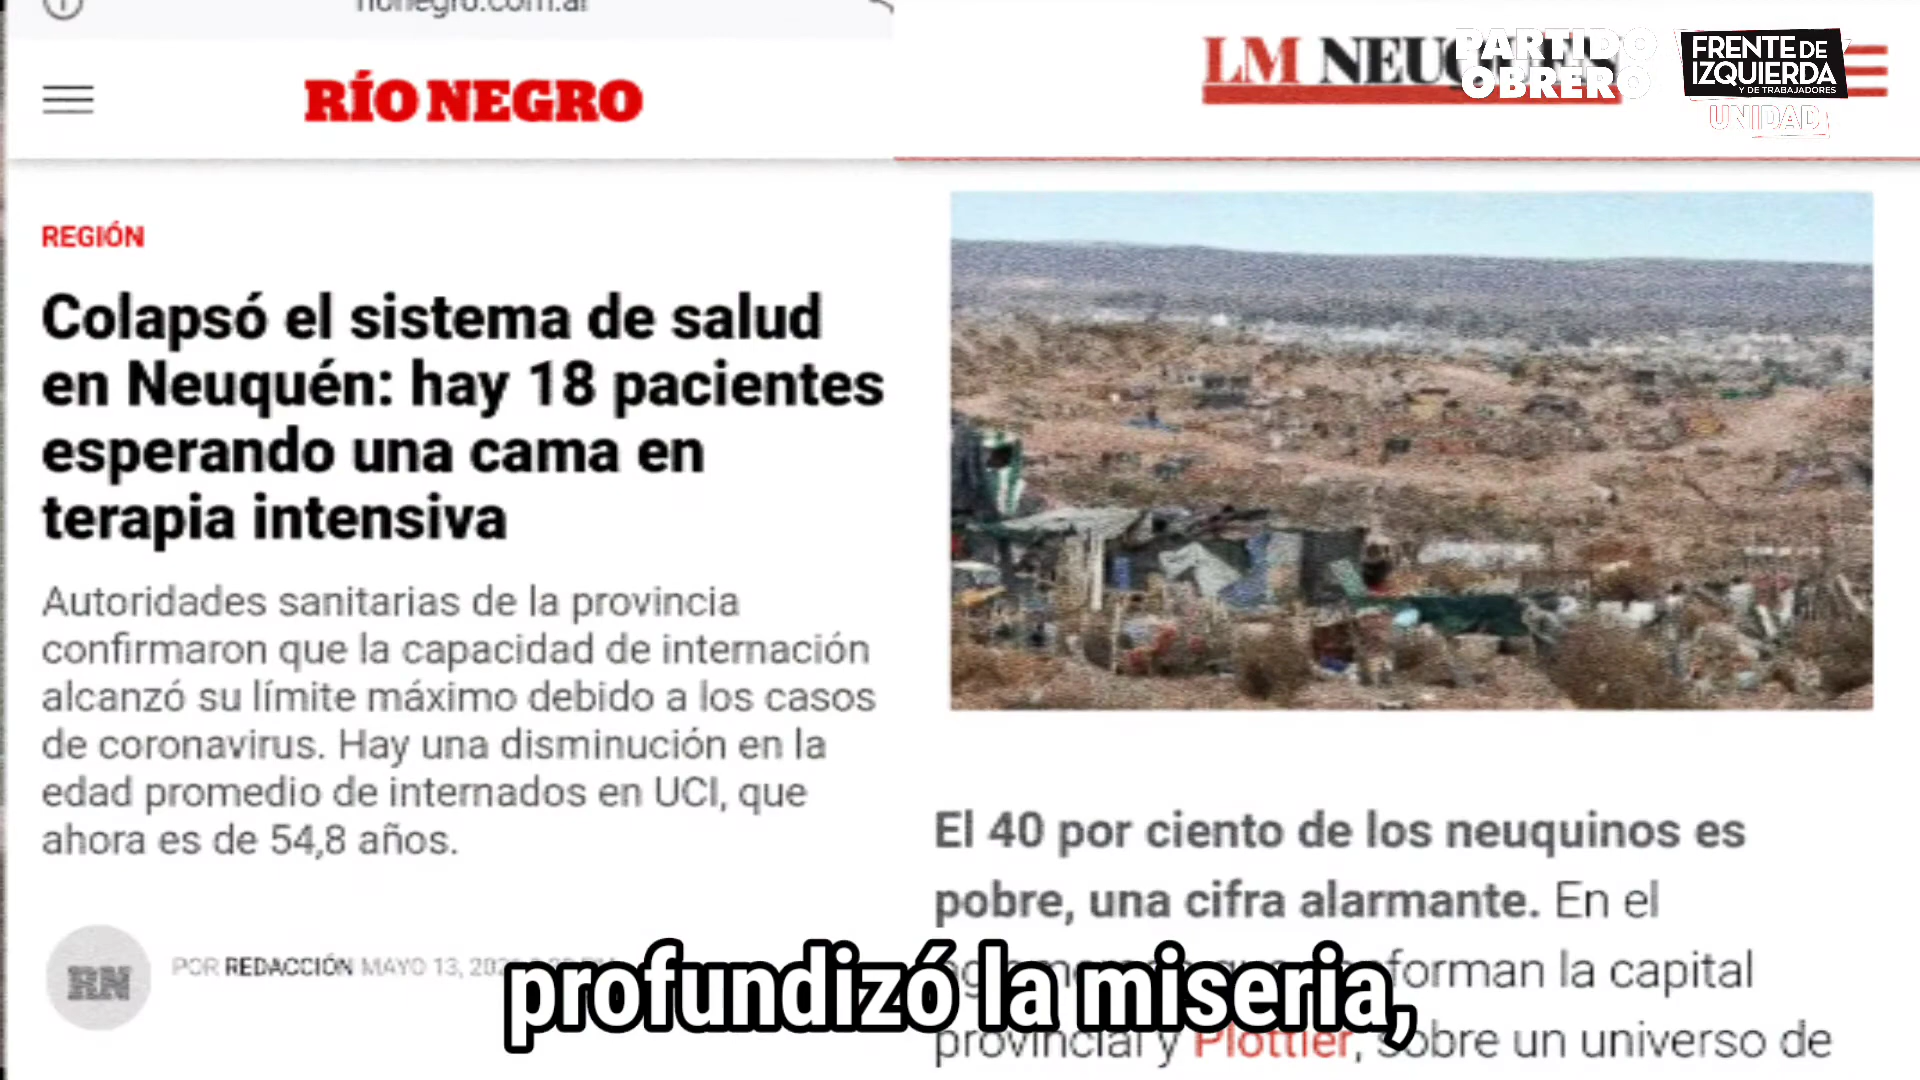 RÍO NEGRO
REGIÓN
Colapsó el sistema de salud
en Neuquén: hay 18 pacientes
esperando una cama en
terapia intensiva
Autoridades sanitarias de la provincia
confirmaron que la capacidad de internación
alcanzó su límite máximo debido a los casos
de coronavirus. Hay una disminución en la
edad promedio de internados en UCI, que
ahora es de 54,8 años.
RN
POR REDACCIÓN MAYO 13,
LM
PARTIDO
OBRERO
FRENTE DE
IZQUIERDA
Y DE TRABAJADORES
UNIDAD
El 40 por ciento de los neuquinos es
pobre, una cifra alarmante. En el
la capital
provincial y Plottier, sobre un universo de
profundizó la miseria,